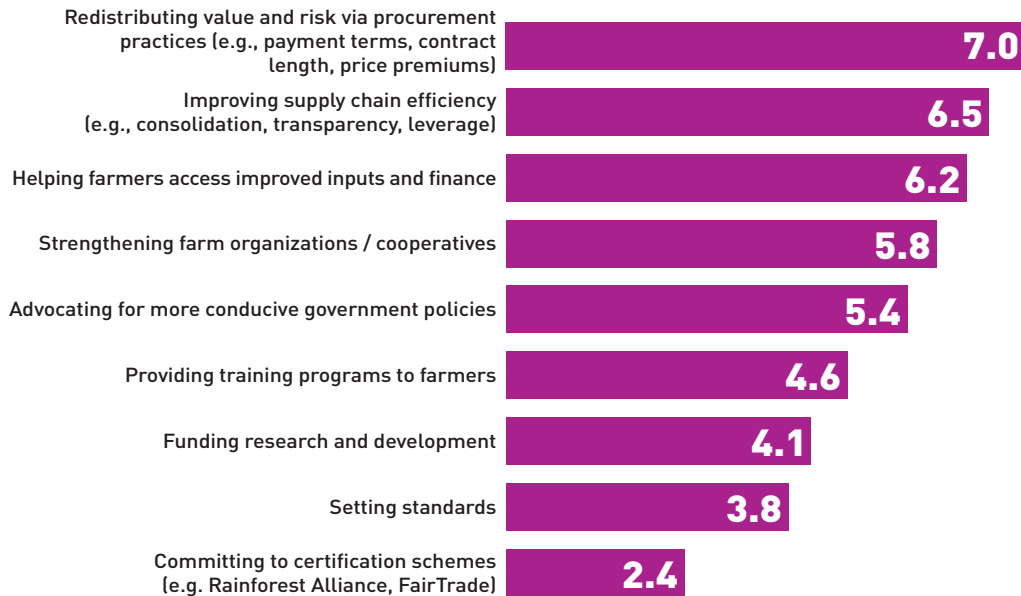 Redistributing value and risk via procurement
practices (e.g., payment terms, contract
length, price premiums)
7.0
Improving supply chain efficiency
(e.g., consolidation, transparency, leverage)
6.5
Helping farmers access improved inputs and finance
6.2
Strengthening farm organizations / cooperatives
5.8
Advocating for more conducive government policies
5.4
Providing training programs to farmers
4.6
Funding research and development
4.1
Setting standards
3.8
Committing to certification schemes
(e.g. Rainforest Alliance, FairTrade)
2.4